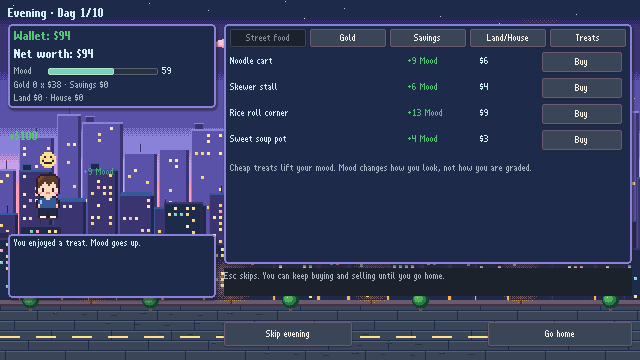 Evening · Day 1/10
Wallet: $94
Net worth: $94
Mood 59
Gold 0 x $38 · Savings $0
Land $0 · House $0
+$100
+9 Mood
You enjoyed a treat. Mood goes up.
Street food Gold Savings Land/House Treats
Noodle cart +9 Mood $6 Buy
Skewer stall +6 Mood $4 Buy
Rice roll corner +13 Mood $9 Buy
Sweet soup pot +4 Mood $3 Buy
Cheap treats lift your mood. Mood changes how you look, not how you are graded.
Esc skips. You can keep buying and selling until you go home.
Skip evening Go home